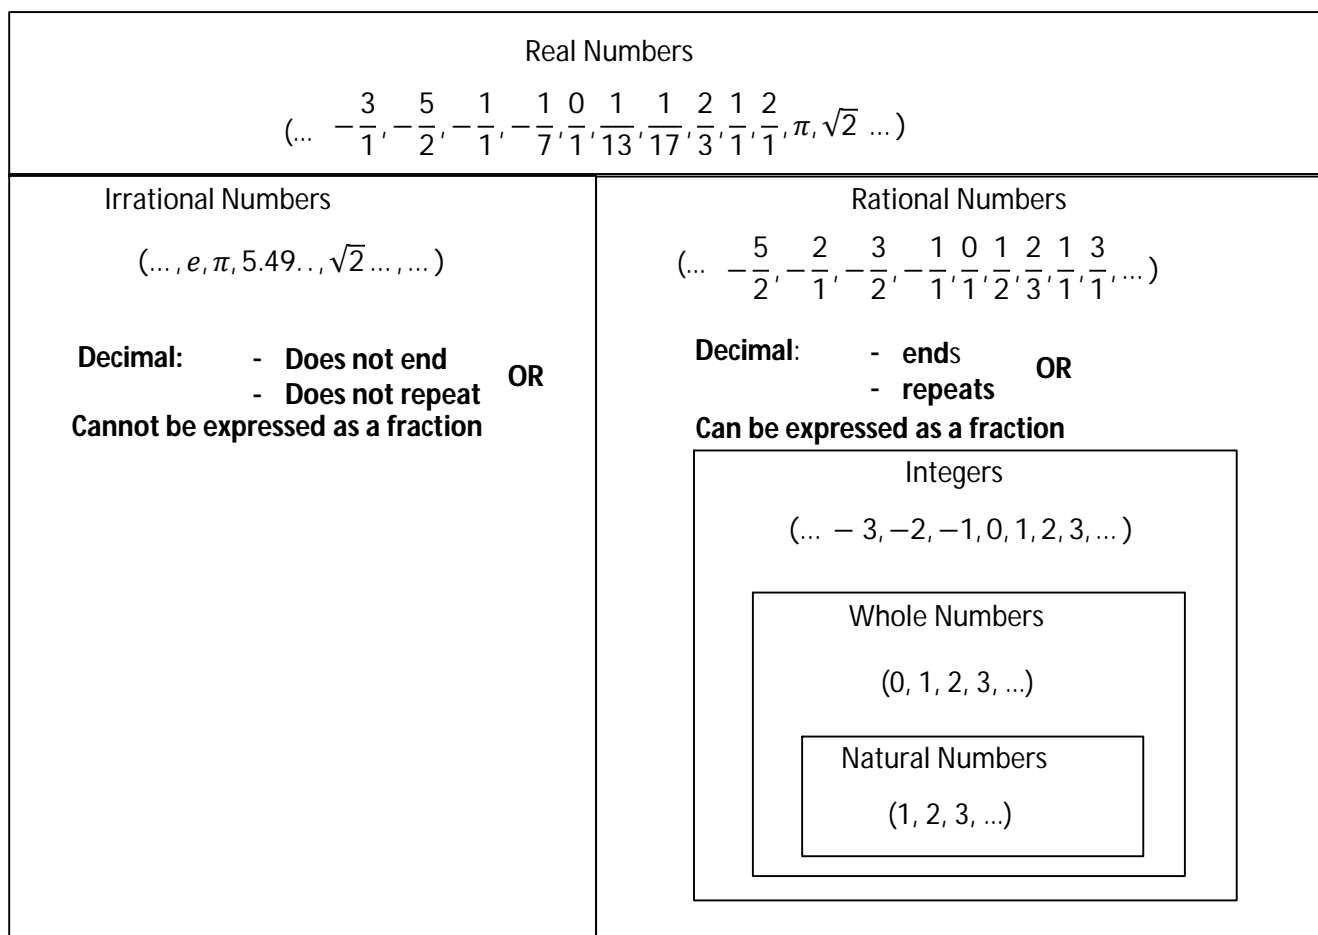 Real Numbers
(... −3/1, −5/2, −1/1, −1/7, 0/1, 1/13, 1/17, 2/3, 1/1, 2/1, π, √2 ...)
Irrational Numbers
(..., e, π, 5.49.., √2 ..., ...)
Decimal: - Does not end
- Does not repeat OR
Cannot be expressed as a fraction
Rational Numbers
(... −5/2, −2/1, −3/2, −1/1, 0/1, 1/2, 2/3, 1/1, 3/1, ...)
Decimal: - ends
- repeats OR
Can be expressed as a fraction
Integers
(... − 3, −2, −1, 0, 1, 2, 3, ...)
Whole Numbers
(0, 1, 2, 3, ...)
Natural Numbers
(1, 2, 3, ...)